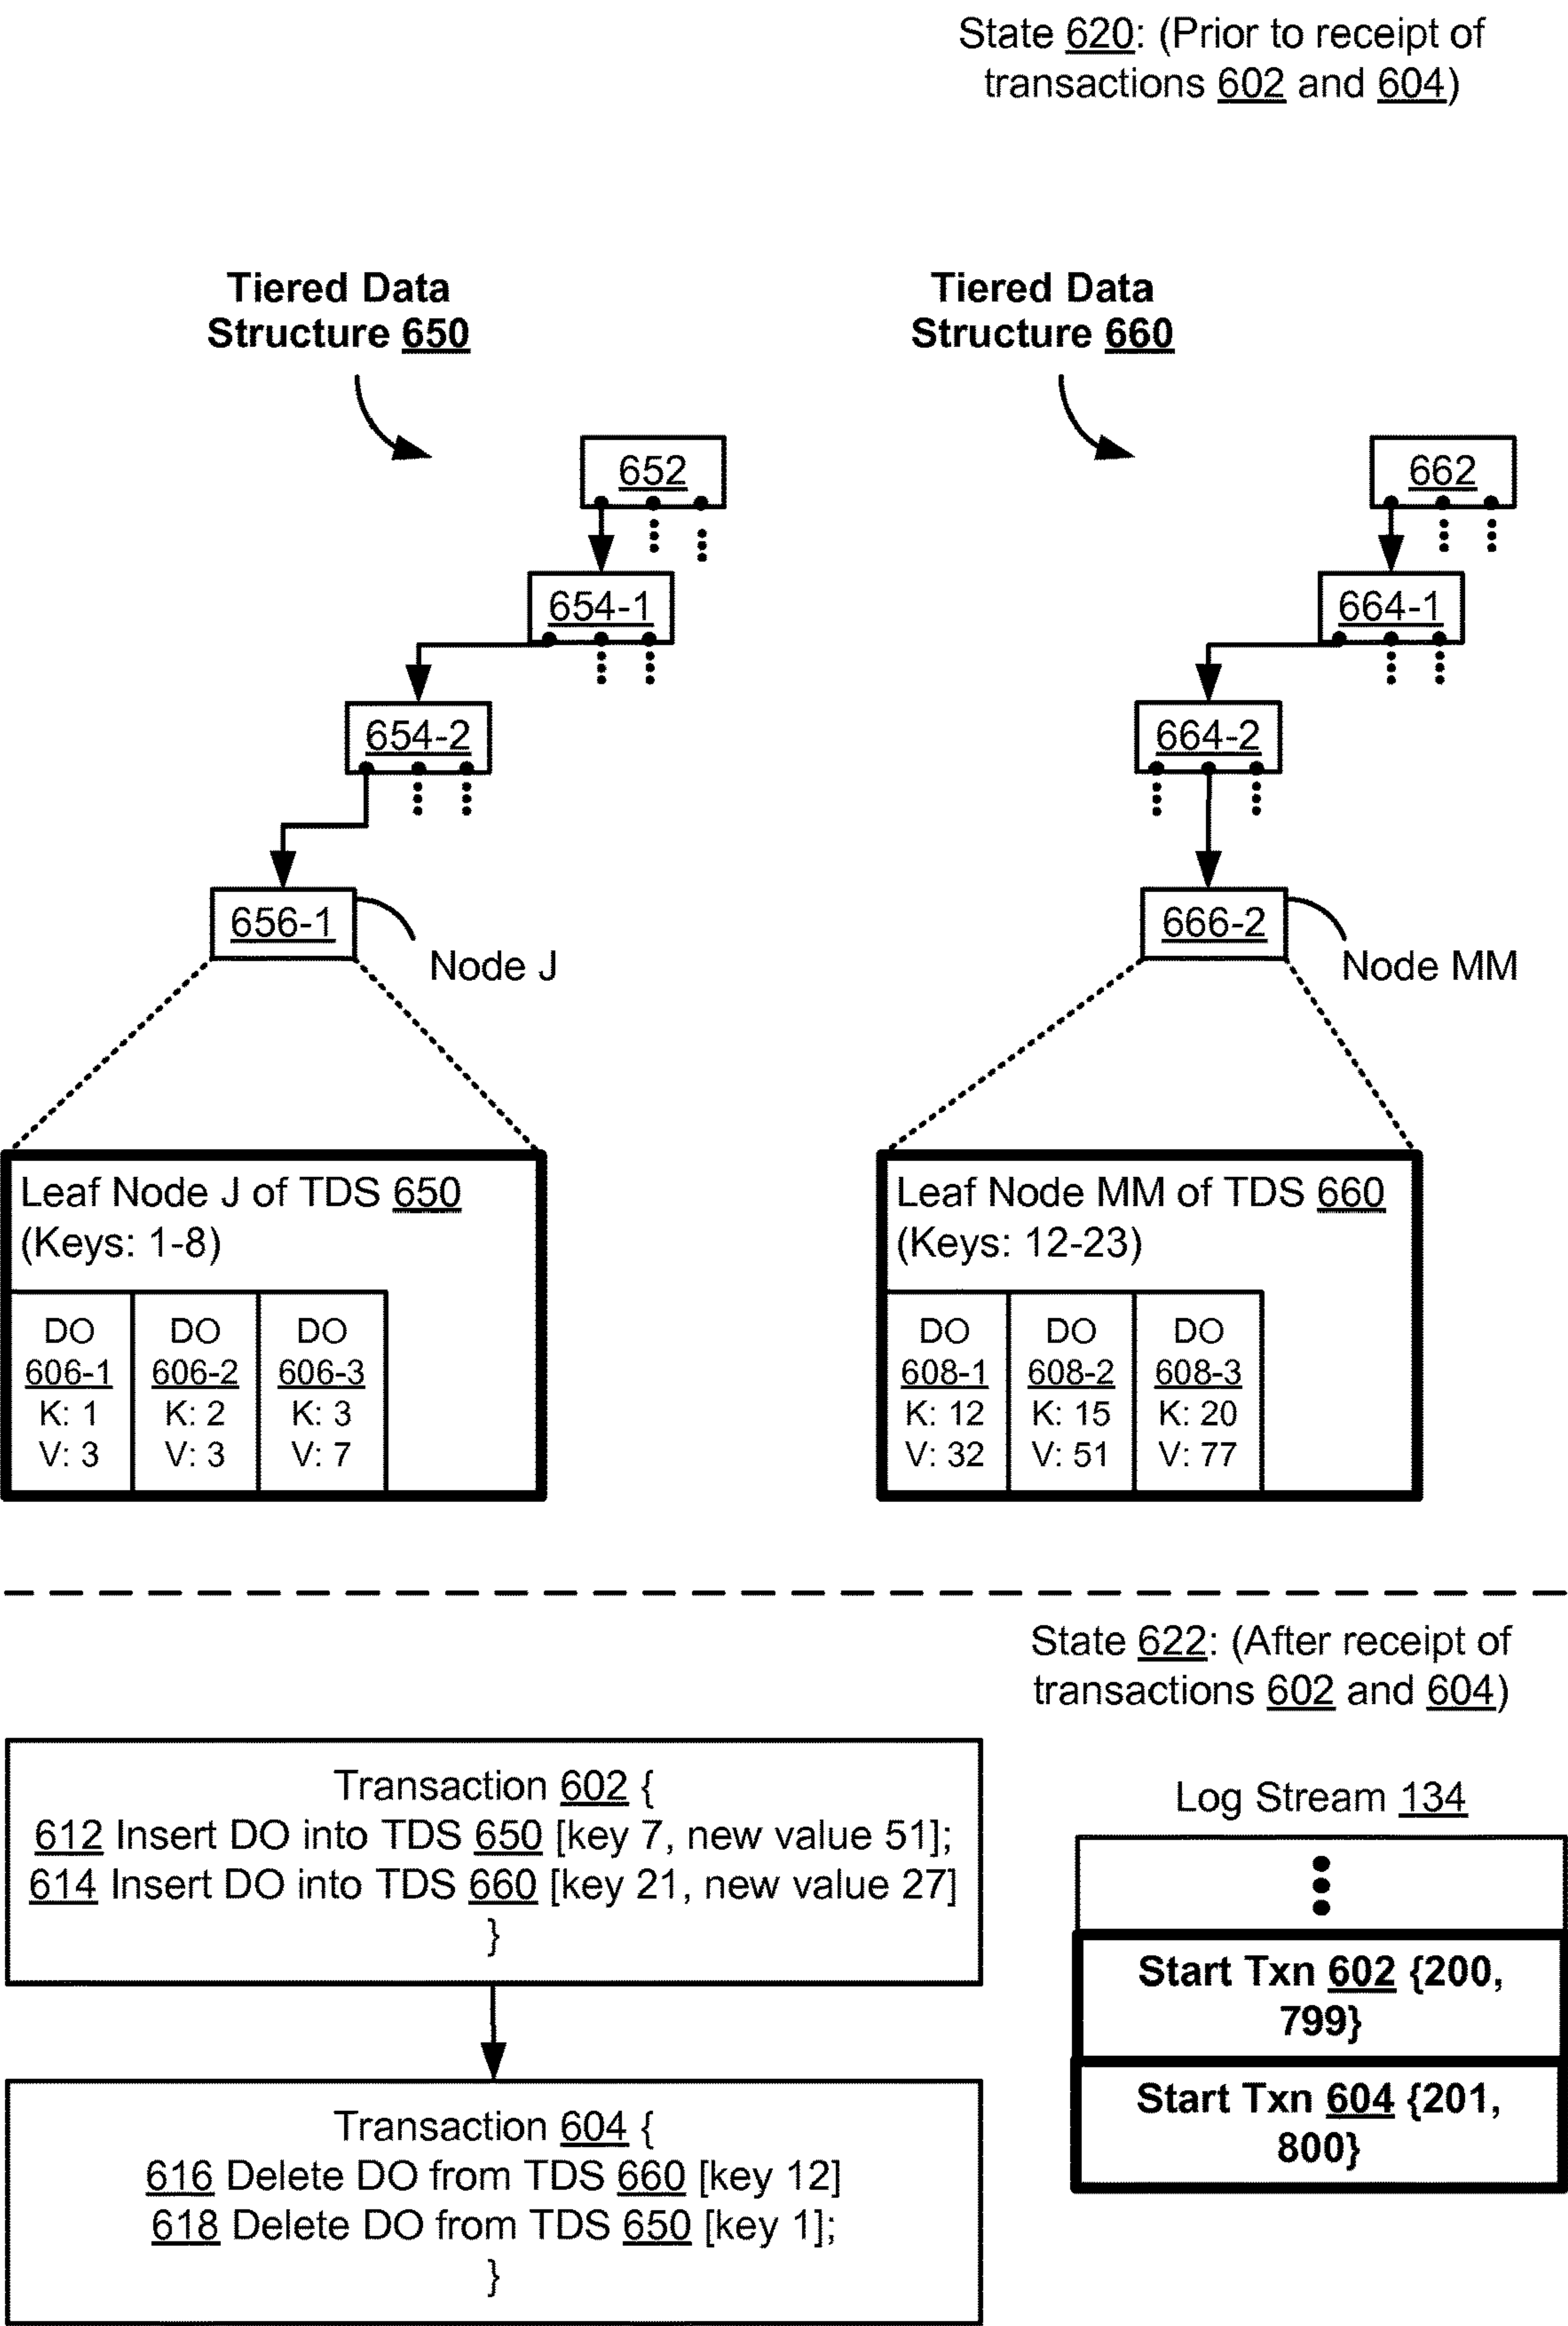 State 620: (Prior to receipt of
transactions 602 and 604)
Tiered Data
Structure 650
Tiered Data
Structure 660
652
662
654-1
664-1
654-2
664-2
656-1
Node J
666-2
Node MM
Leaf Node J of TDS 650
(Keys: 1-8)
DO
606-1
K: 1
V: 3
DO
606-2
K: 2
V: 3
DO
606-3
K: 3
V: 7
Leaf Node MM of TDS 660
(Keys: 12-23)
DO
608-1
K: 12
V: 32
DO
608-2
K: 15
V: 51
DO
608-3
K: 20
V: 77
State 622: (After receipt of
transactions 602 and 604)
Transaction 602 {
612 Insert DO into TDS 650 [key 7, new value 51];
614 Insert DO into TDS 660 [key 21, new value 27]
}
Transaction 604 {
616 Delete DO from TDS 660 [key 12]
618 Delete DO from TDS 650 [key 1];
}
Log Stream 134
Start Txn 602 {200,
799}
Start Txn 604 {201,
800}